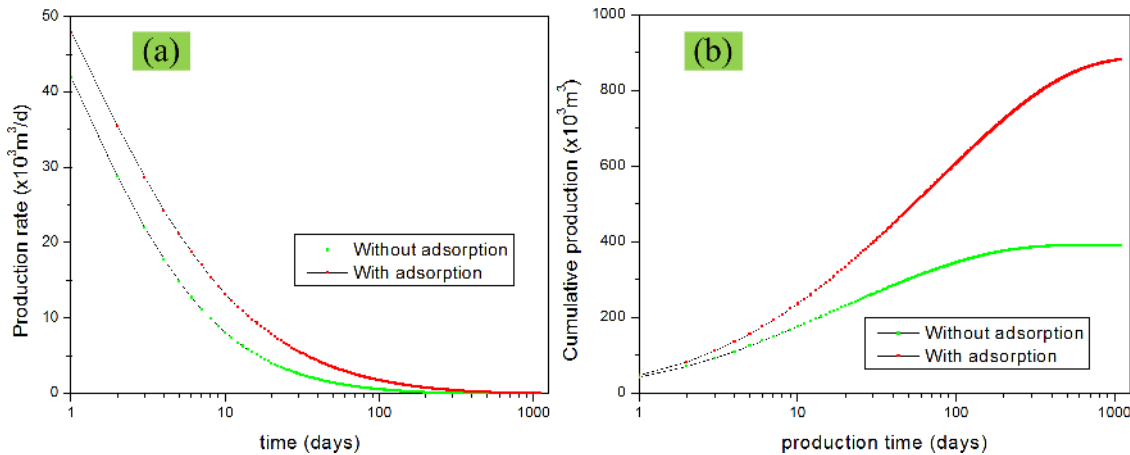 (a)
Production rate (x10³m³/d)
50
40
30
20
10
0
Without adsorption
With adsorption
1
10
100
1000
time (days)
(b)
Cumulative production (x10³m³)
1000
800
600
400
200
0
Without adsorption
With adsorption
1
10
100
1000
production time (days)